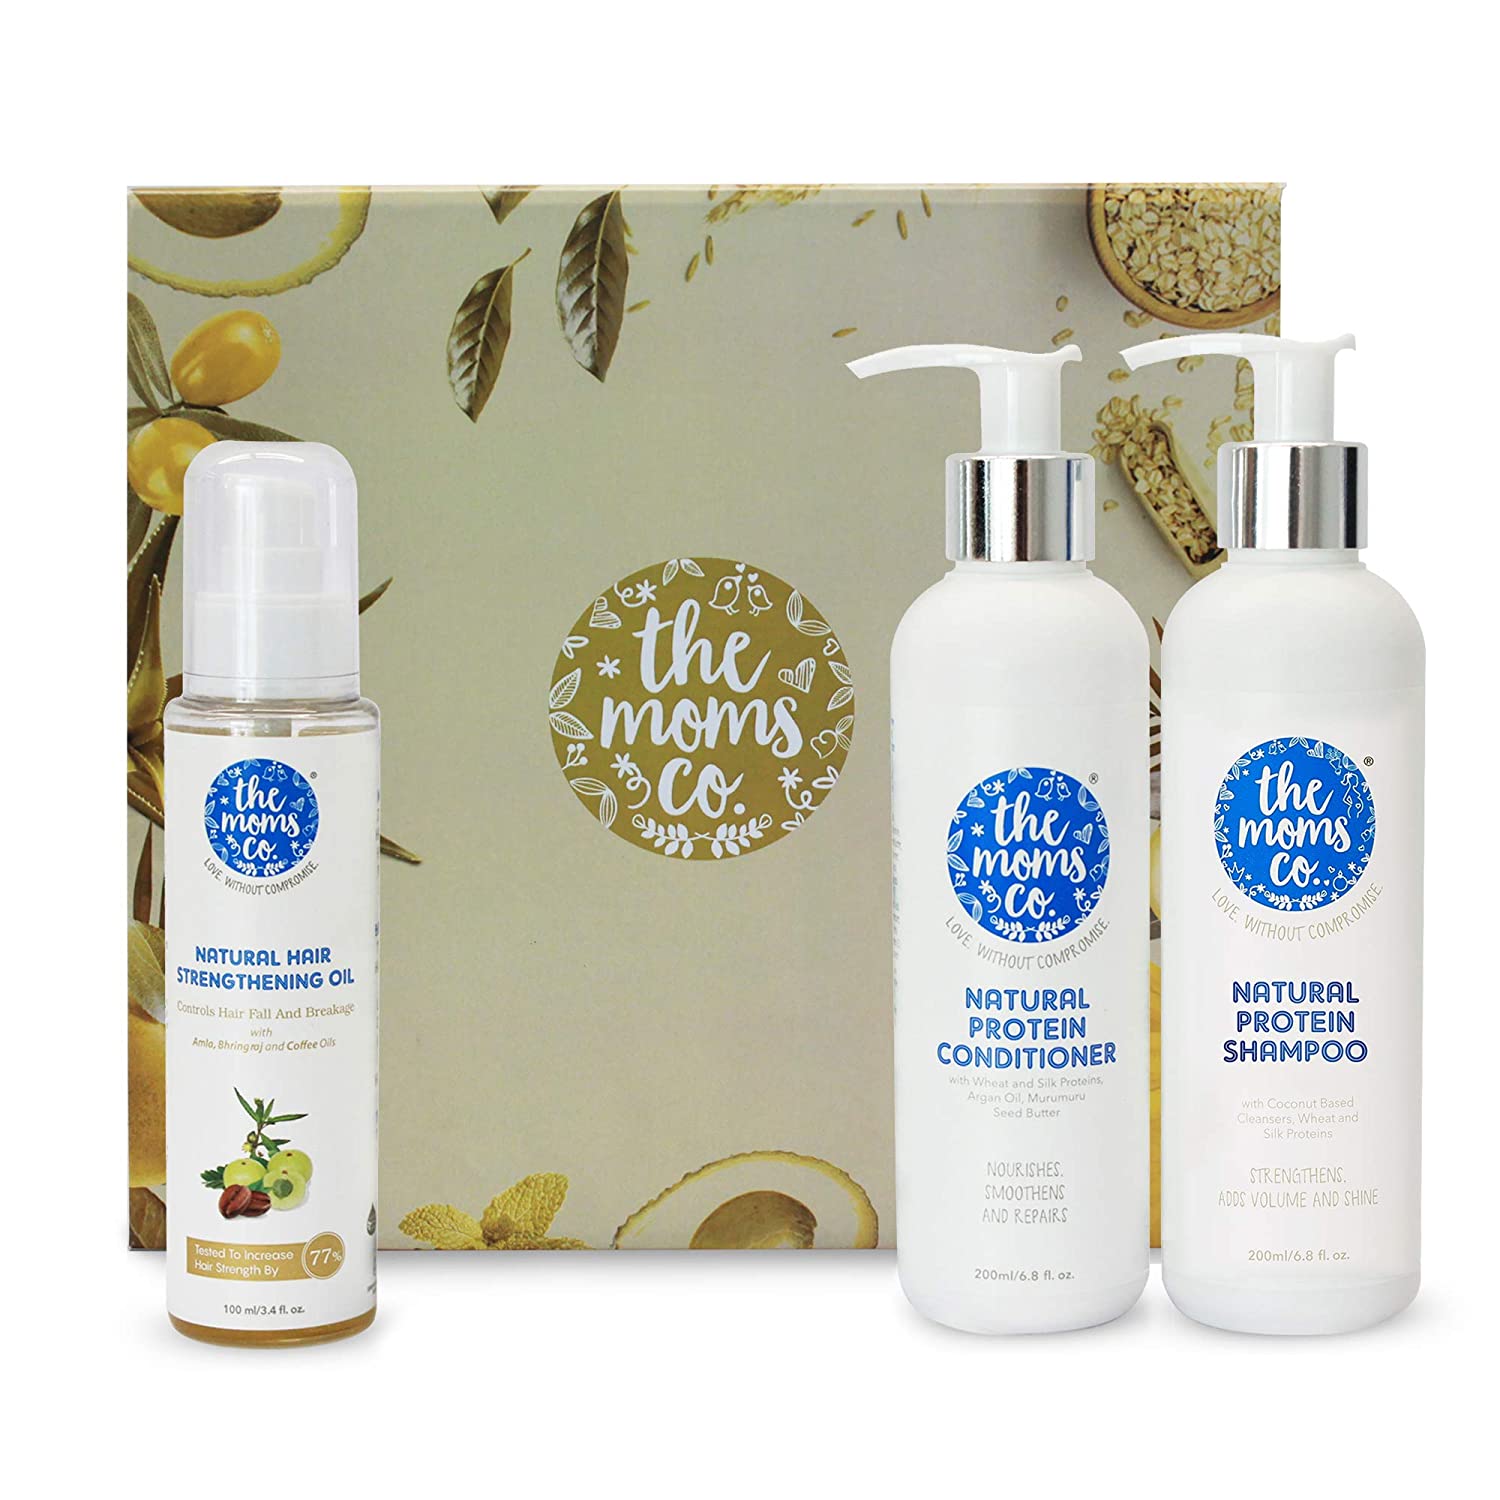 the
moms
co.
the
moms
co.
®
LOVE. WITHOUT COMPROMISE.
NATURAL HAIR
STRENGTHENING OIL
Controls Hair Fall And Breakage
with
Amla, Bhringraj and Coffee Oils
Tested To Increase
Hair Strength By
77%
100 ml/3.4 fl. oz.
the
moms
co.
®
LOVE. WITHOUT COMPROMISE.
NATURAL
PROTEIN
CONDITIONER
with Wheat and Silk Proteins,
Argan Oil, Murumuru
Seed Butter
NOURISHES.
SMOOTHENS
AND REPAIRS
200ml/6.8 fl. oz.
the
moms
co.
®
LOVE. WITHOUT COMPROMISE.
NATURAL
PROTEIN
SHAMPOO
with Coconut Based
Cleansers, Wheat and
Silk Proteins
STRENGTHENS.
ADDS VOLUME AND SHINE
200ml/6.8 fl. oz.